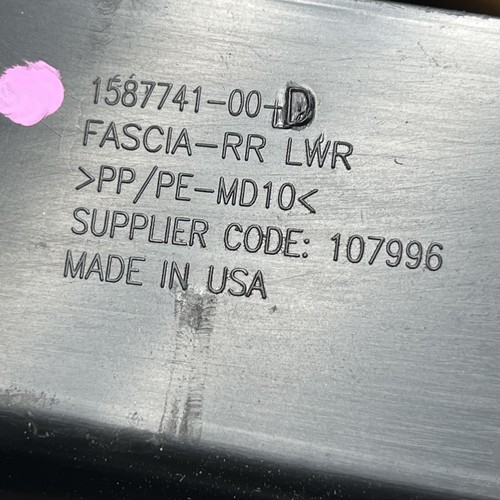 1587741-00-D
FASCIA-RR LWR
>PP/PE-MD10<
SUPPLIER CODE: 107996
MADE IN USA